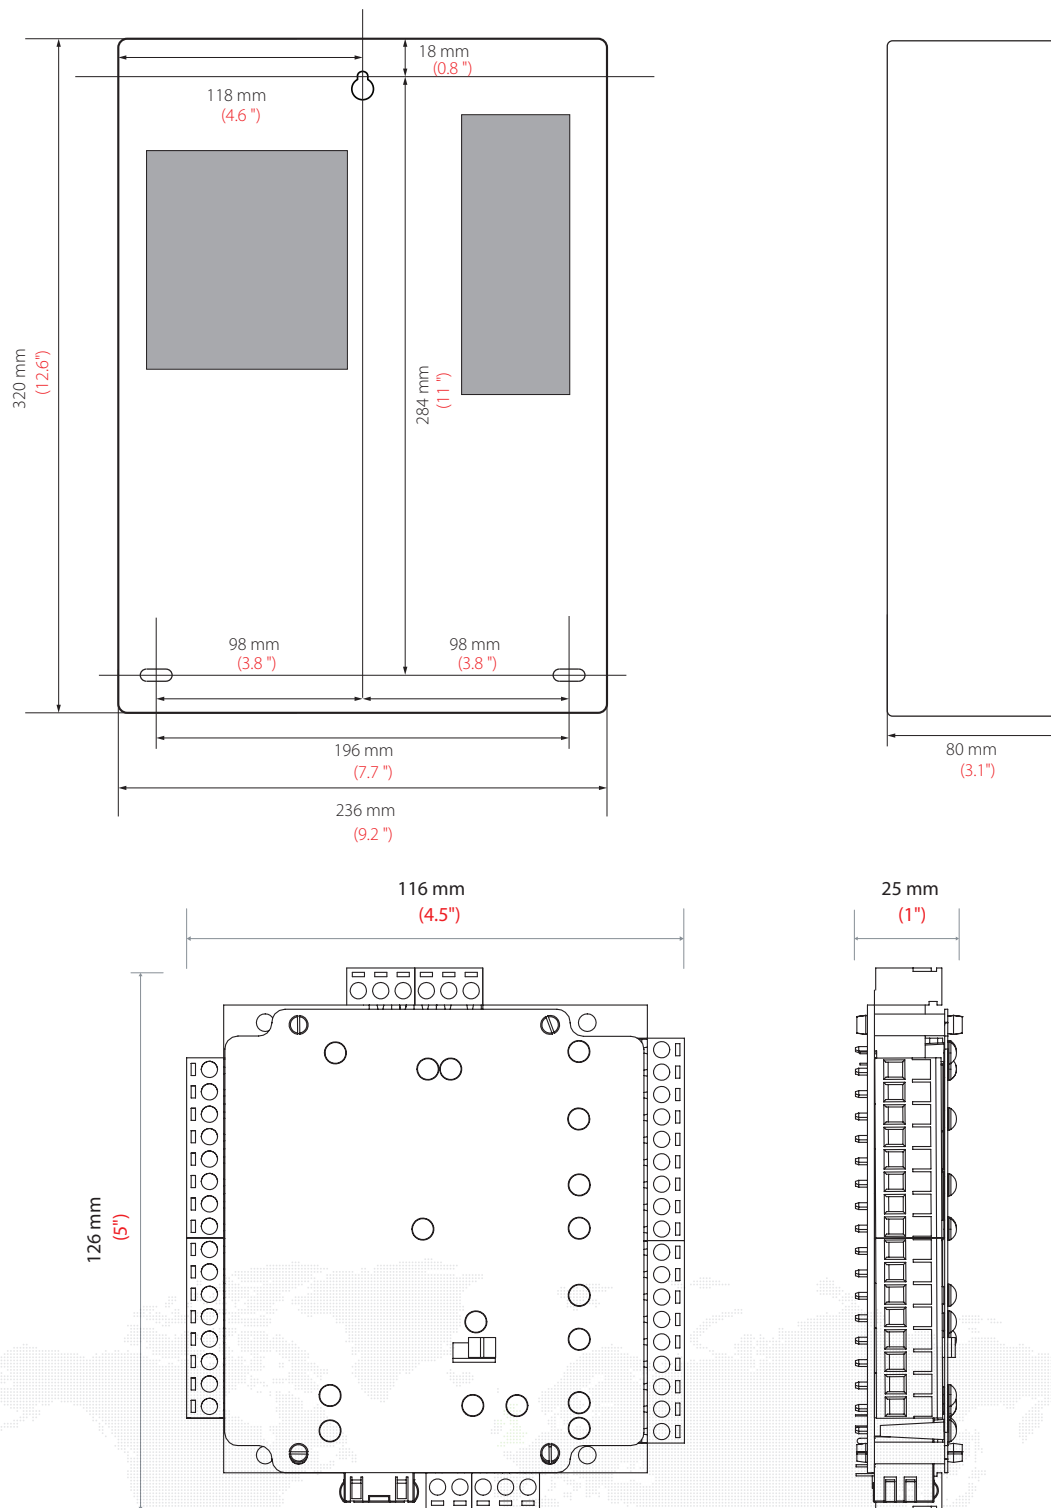 18 mm
(0.8 ")
118 mm
(4.6 ")
320 mm
(12.6")
284 mm
(11 ")
98 mm
(3.8 ")
98 mm
(3.8 ")
196 mm
(7.7 ")
236 mm
(9.2 ")
80 mm
(3.1")
116 mm
(4.5")
25 mm
(1")
126 mm
(5")